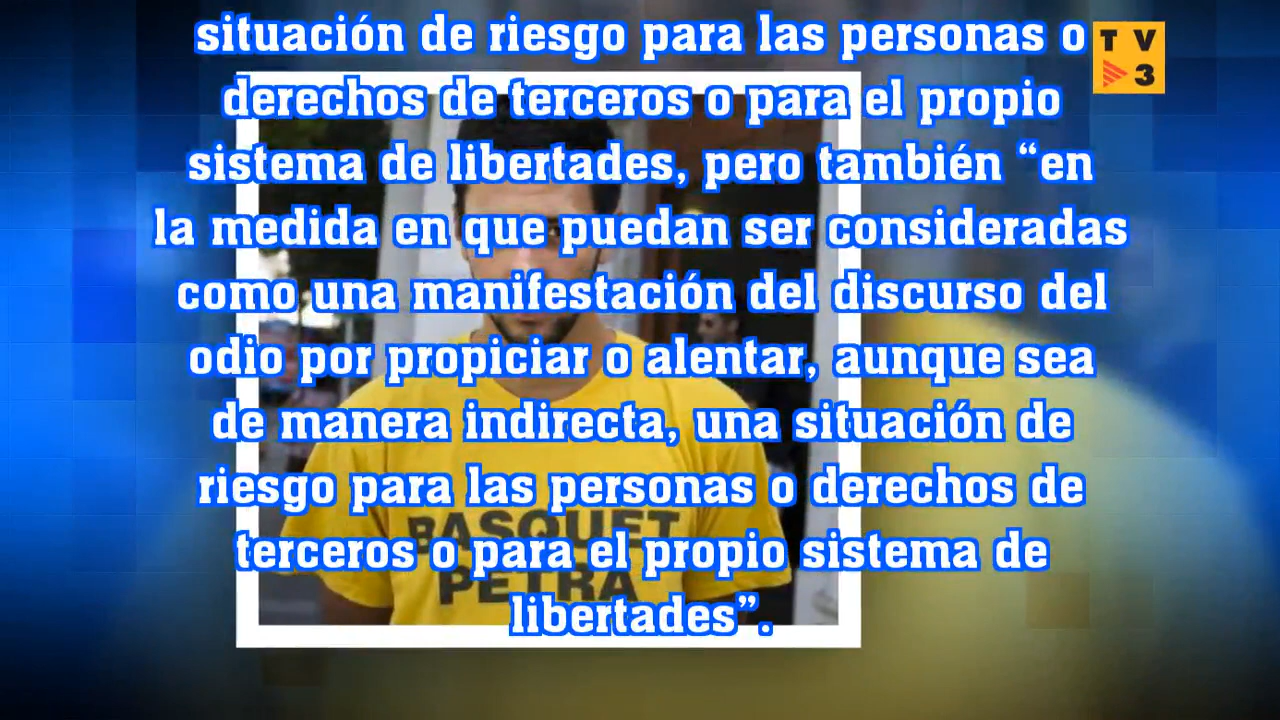 situación de riesgo para las personas o
TV
3
derechos de terceros o para el propio
sistema de libertades, pero también “en
la medida en que puedan ser consideradas
como una manifestación del discurso del
odio por propiciar o alentar, aunque sea
de manera indirecta, una situación de
riesgo para las personas o derechos de
BASQUET
terceros o para el propio sistema de
PETRA
libertades”.